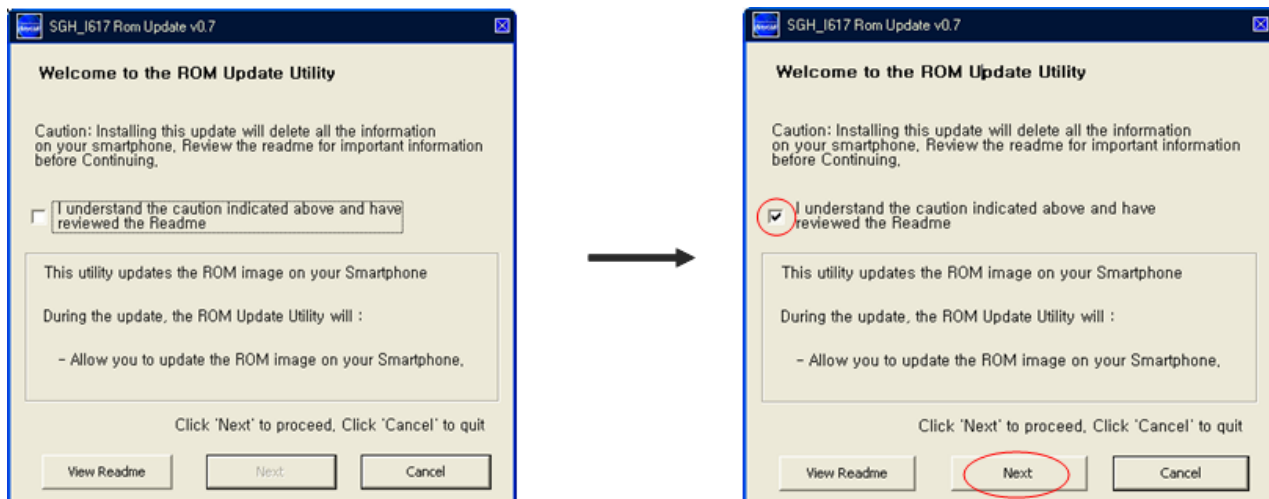 SGH_I617 Rom Update v0.7
Welcome to the ROM Update Utility
Caution: Installing this update will delete all the information
on your smartphone, Review the readme for important information
before Continuing,
I understand the caution indicated above and have
reviewed the Readme
This utility updates the ROM image on your Smartphone
During the update, the ROM Update Utility will :
- Allow you to update the ROM image on your Smartphone,
Click 'Next' to proceed, Click 'Cancel' to quit
View Readme
Next
Cancel
SGH_I617 Rom Update v0.7
Welcome to the ROM Update Utility
Caution: Installing this update will delete all the information
on your smartphone, Review the readme for important information
before Continuing,
I understand the caution indicated above and have
reviewed the Readme
This utility updates the ROM image on your Smartphone
During the update, the ROM Update Utility will :
- Allow you to update the ROM image on your Smartphone,
Click 'Next' to proceed, Click 'Cancel' to quit
View Readme
Next
Cancel